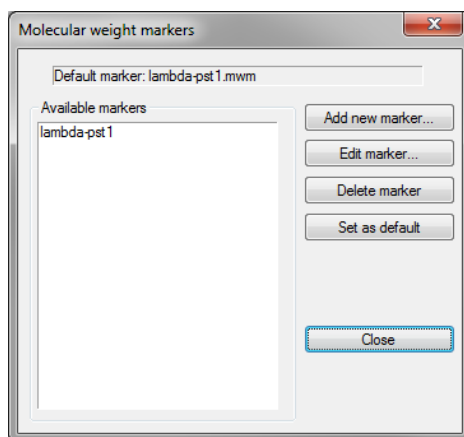 Molecular weight markers
Default marker: lambda-pst1.mwm
Available markers
lambda-pst1
Add new marker...
Edit marker...
Delete marker
Set as default
Close